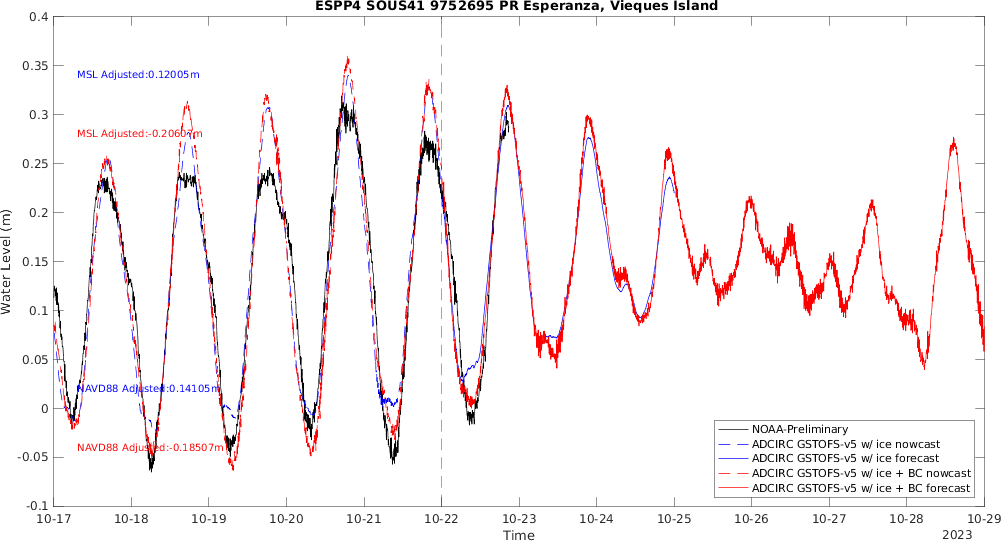 ESPP4 SOUS41 9752695 PR Esperanza, Vieques Island
0.4
0.35
0.3
0.25
0.2
0.15
0.1
0.05
0
-0.05
-0.1
Water Level (m)
MSL Adjusted:0.12005m
MSL Adjusted:-0.20607m
NAVD88 Adjusted:0.14105m
NAVD88 Adjusted:-0.18507m
NOAA-Preliminary
ADCIRC GSTOFS-v5 w/ ice nowcast
ADCIRC GSTOFS-v5 w/ ice forecast
ADCIRC GSTOFS-v5 w/ ice + BC nowcast
ADCIRC GSTOFS-v5 w/ ice + BC forecast
10-17 10-18 10-19 10-20 10-21 10-22 10-23 10-24 10-25 10-26 10-27 10-28 10-29
Time
2023